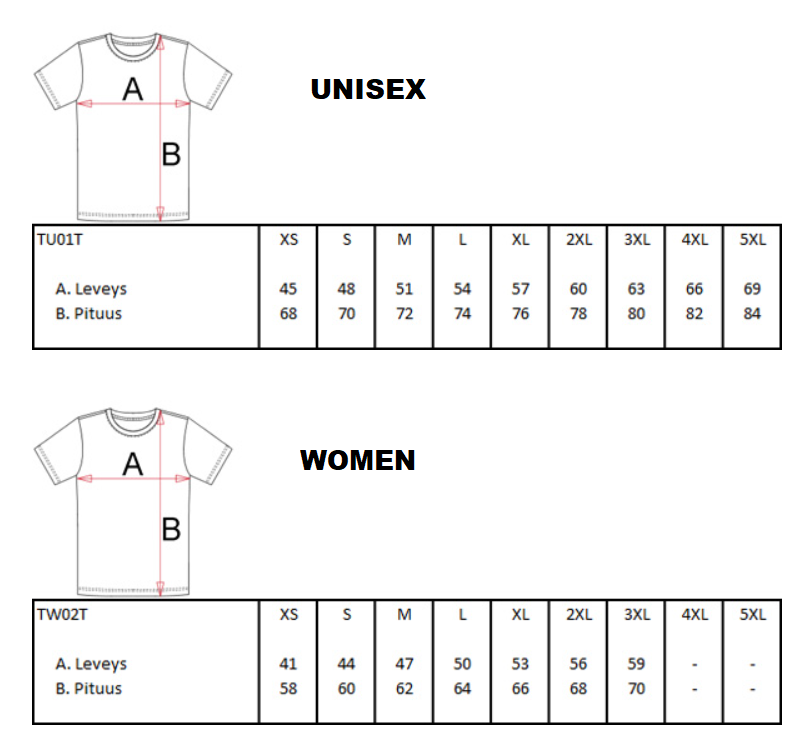 A
UNISEX
B
TU01T XS S M L XL 2XL 3XL 4XL 5XL
A. Leveys 45 48 51 54 57 60 63 66 69
B. Pituus 68 70 72 74 76 78 80 82 84
A
WOMEN
B
TW02T XS S M L XL 2XL 3XL 4XL 5XL
A. Leveys 41 44 47 50 53 56 59 - -
B. Pituus 58 60 62 64 66 68 70 - -